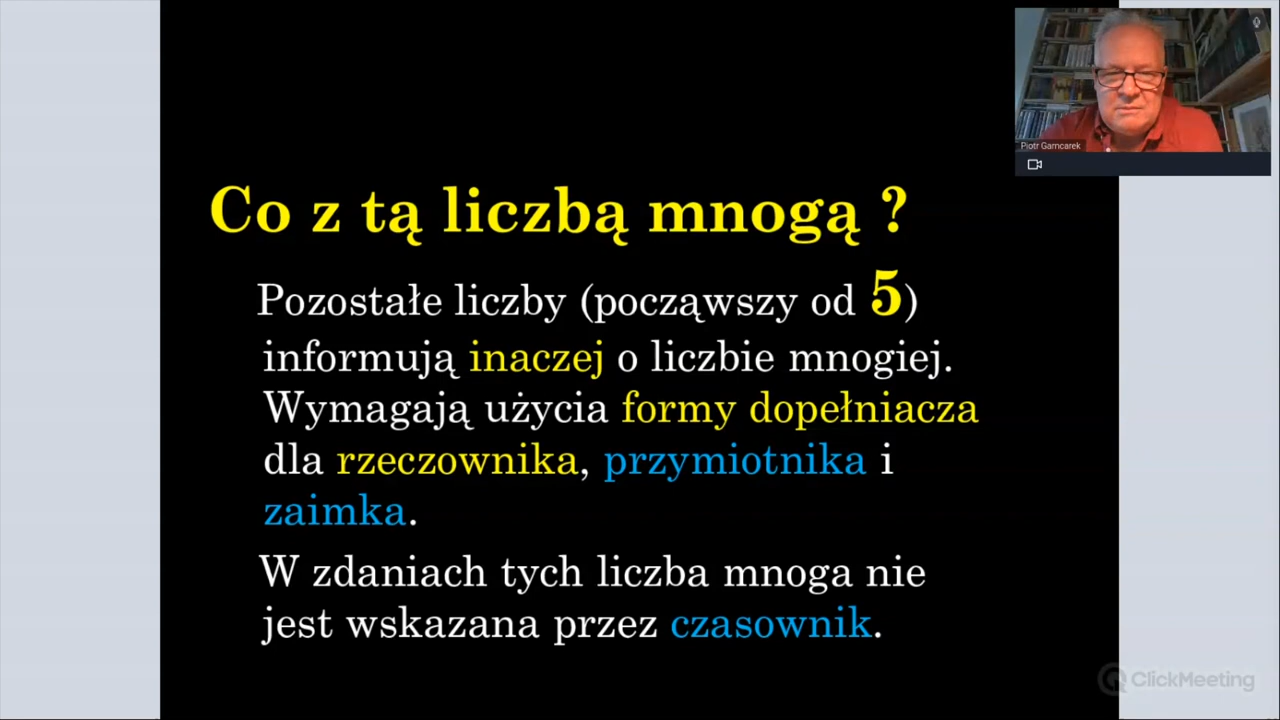 Piotr Garncarek
Co z tą liczbą mnogą ?
Pozostałe liczby (począwszy od 5)
informują inaczej o liczbie mnogiej.
Wymagają użycia formy dopełniacza
dla rzeczownika, przymiotnika i
zaimka.
W zdaniach tych liczba mnoga nie
jest wskazana przez czasownik.
ClickMeeting